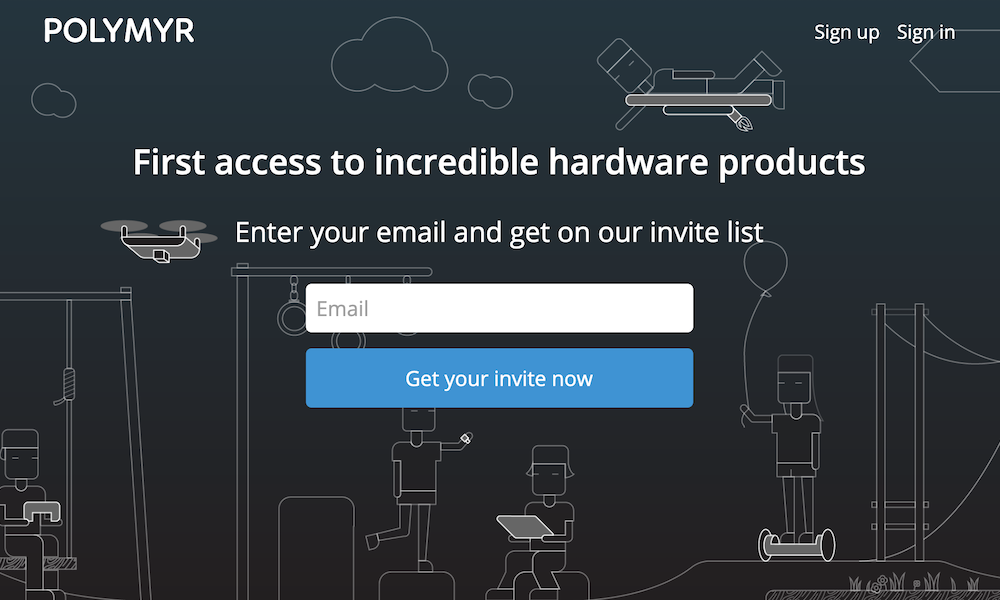 POLYMYR
Sign up Sign in
First access to incredible hardware products
Enter your email and get on our invite list
Email
Get your invite now